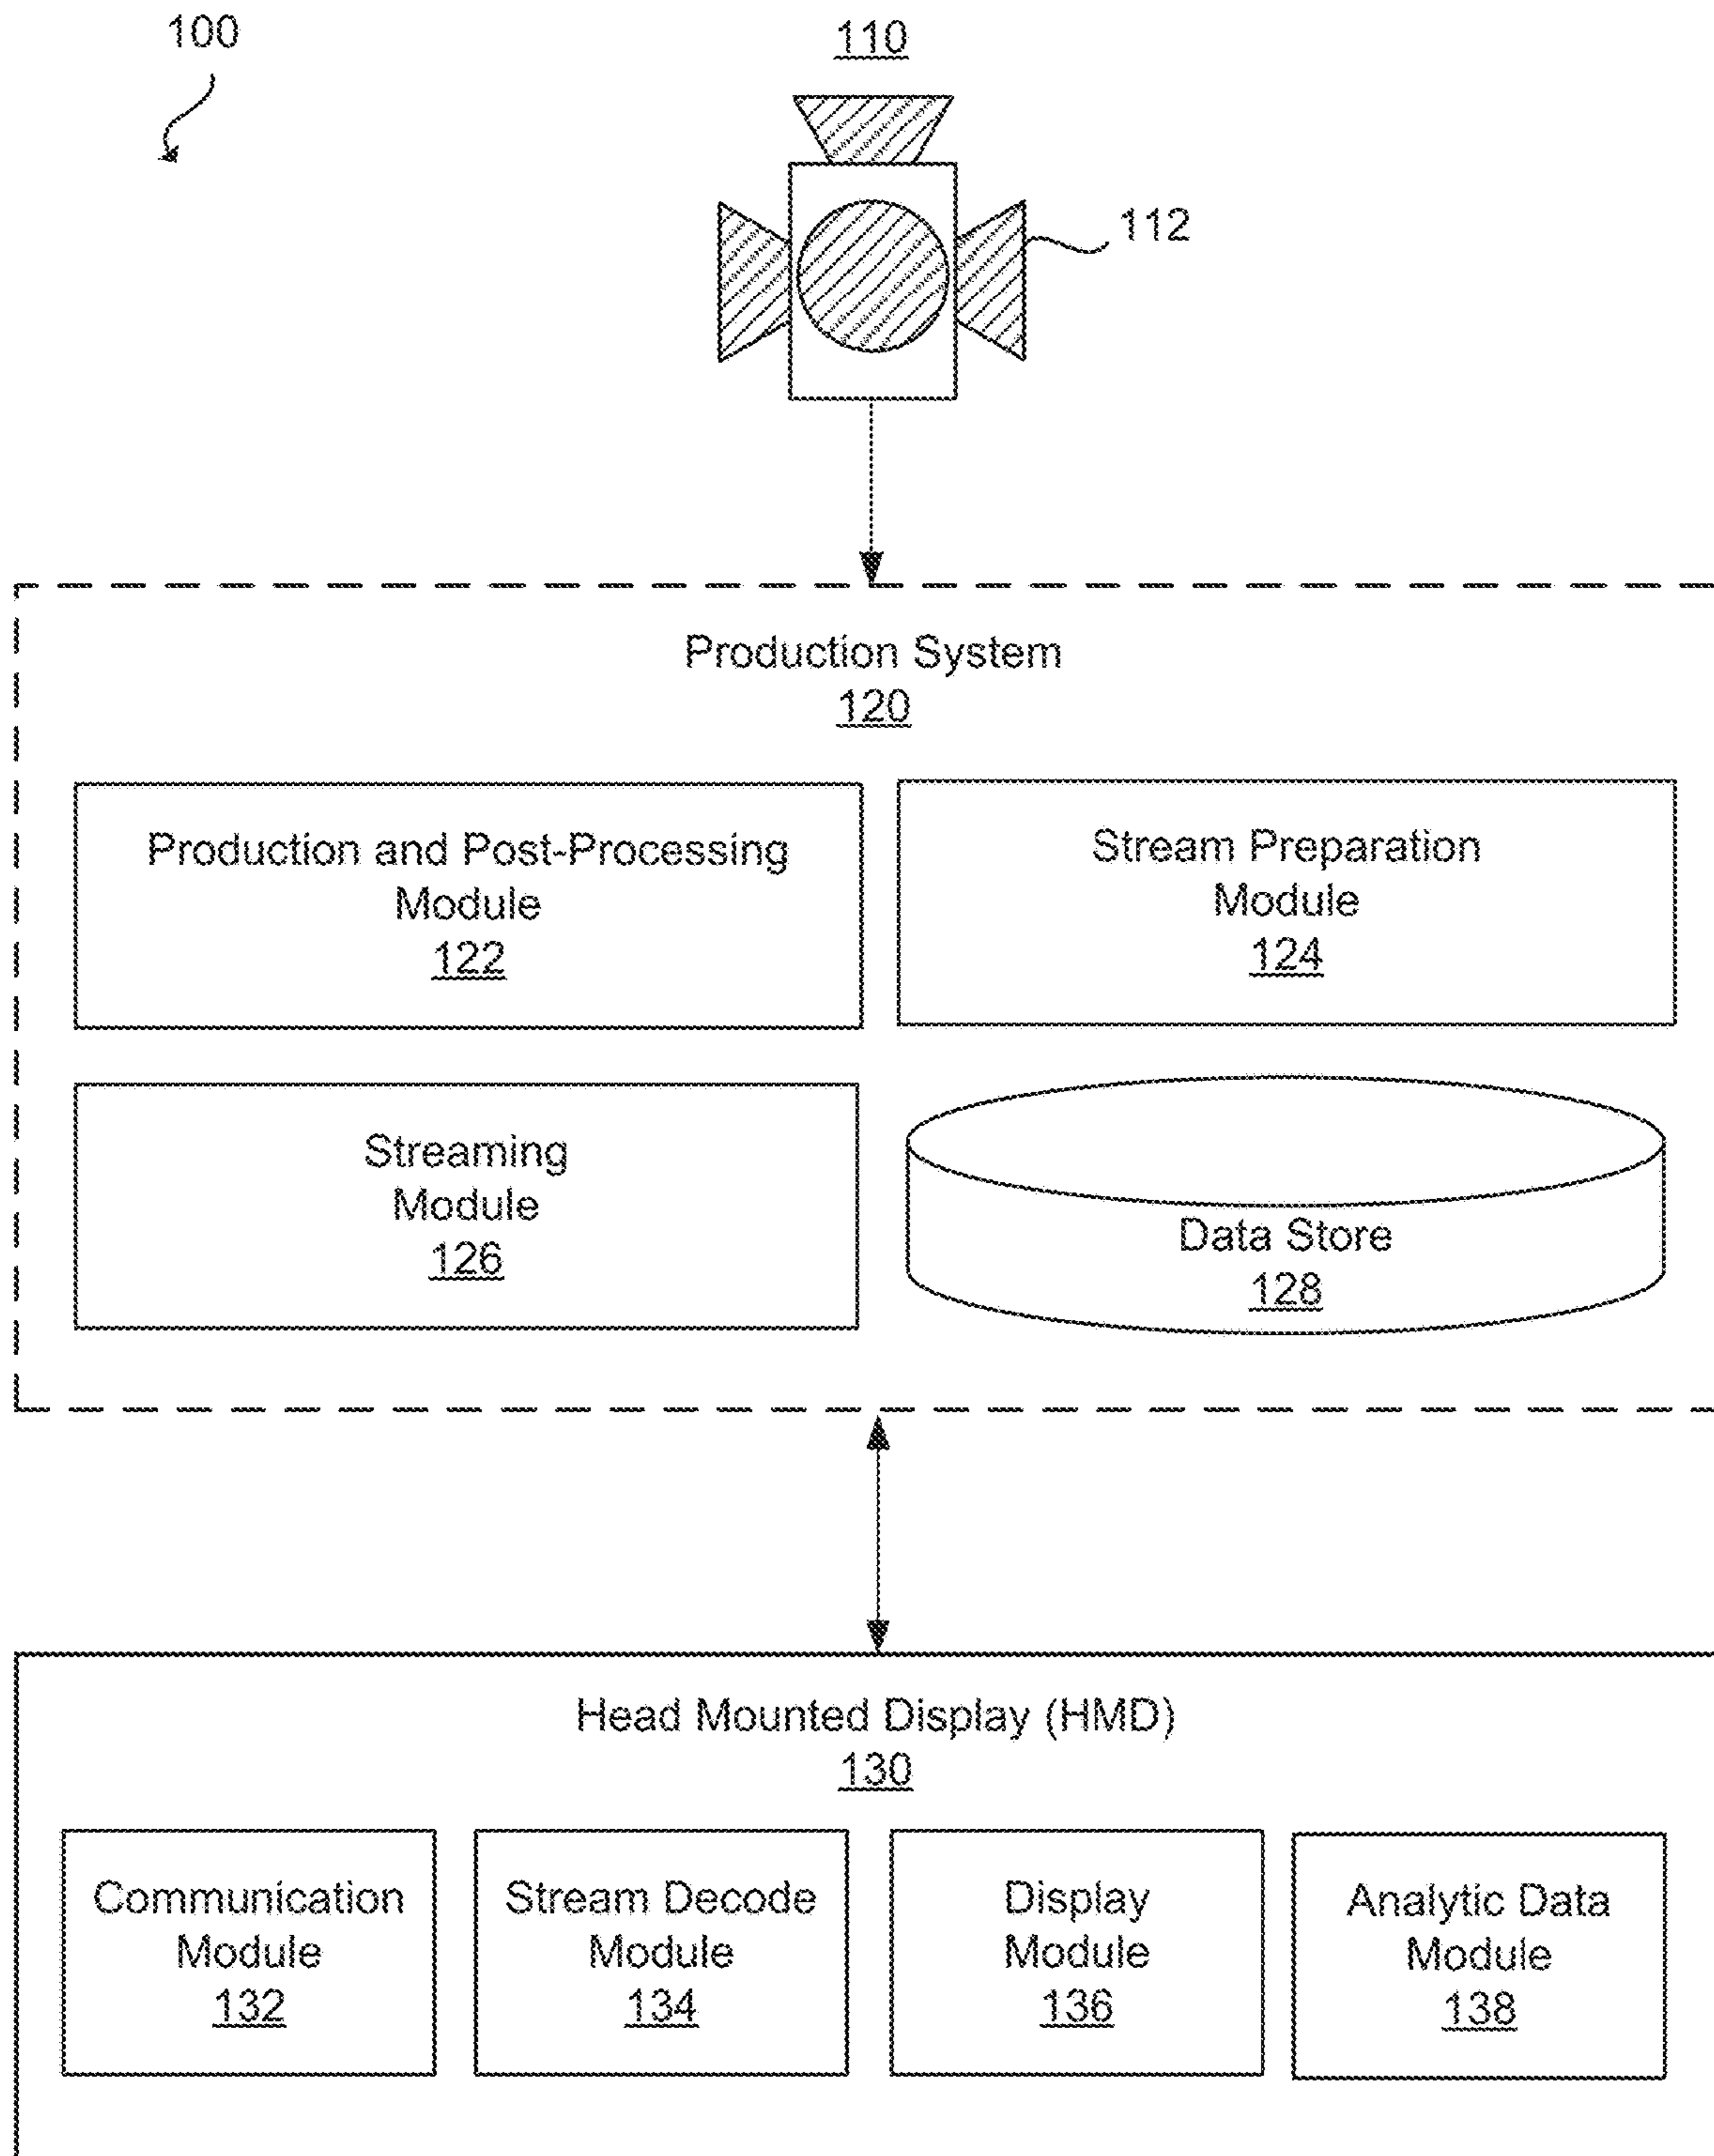 100
110
112
Production System
120
Production and Post-Processing
Module
122
Stream Preparation
Module
124
Streaming
Module
126
Data Store
128
Head Mounted Display (HMD)
130
Communication
Module
132
Stream Decode
Module
134
Display
Module
136
Analytic Data
Module
138